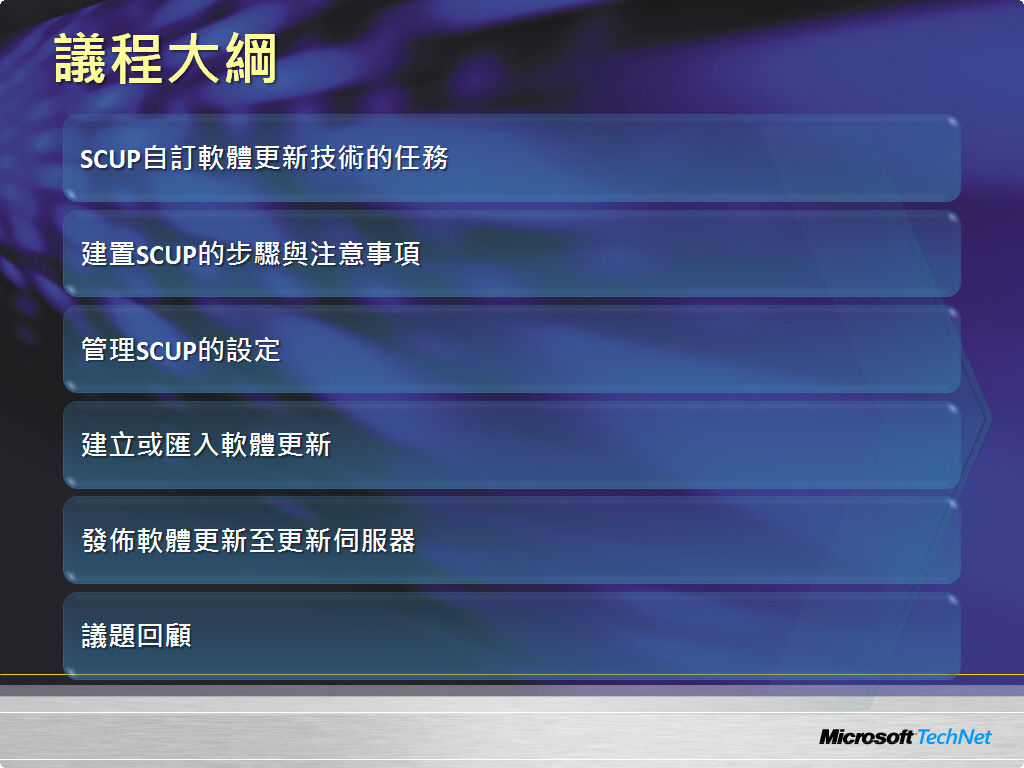 議程大綱
SCUP自訂軟體更新技術的任務
建置SCUP的步驟與注意事項
管理SCUP的設定
建立或匯入軟體更新
發佈軟體更新至更新伺服器
議題回顧
Microsoft TechNet